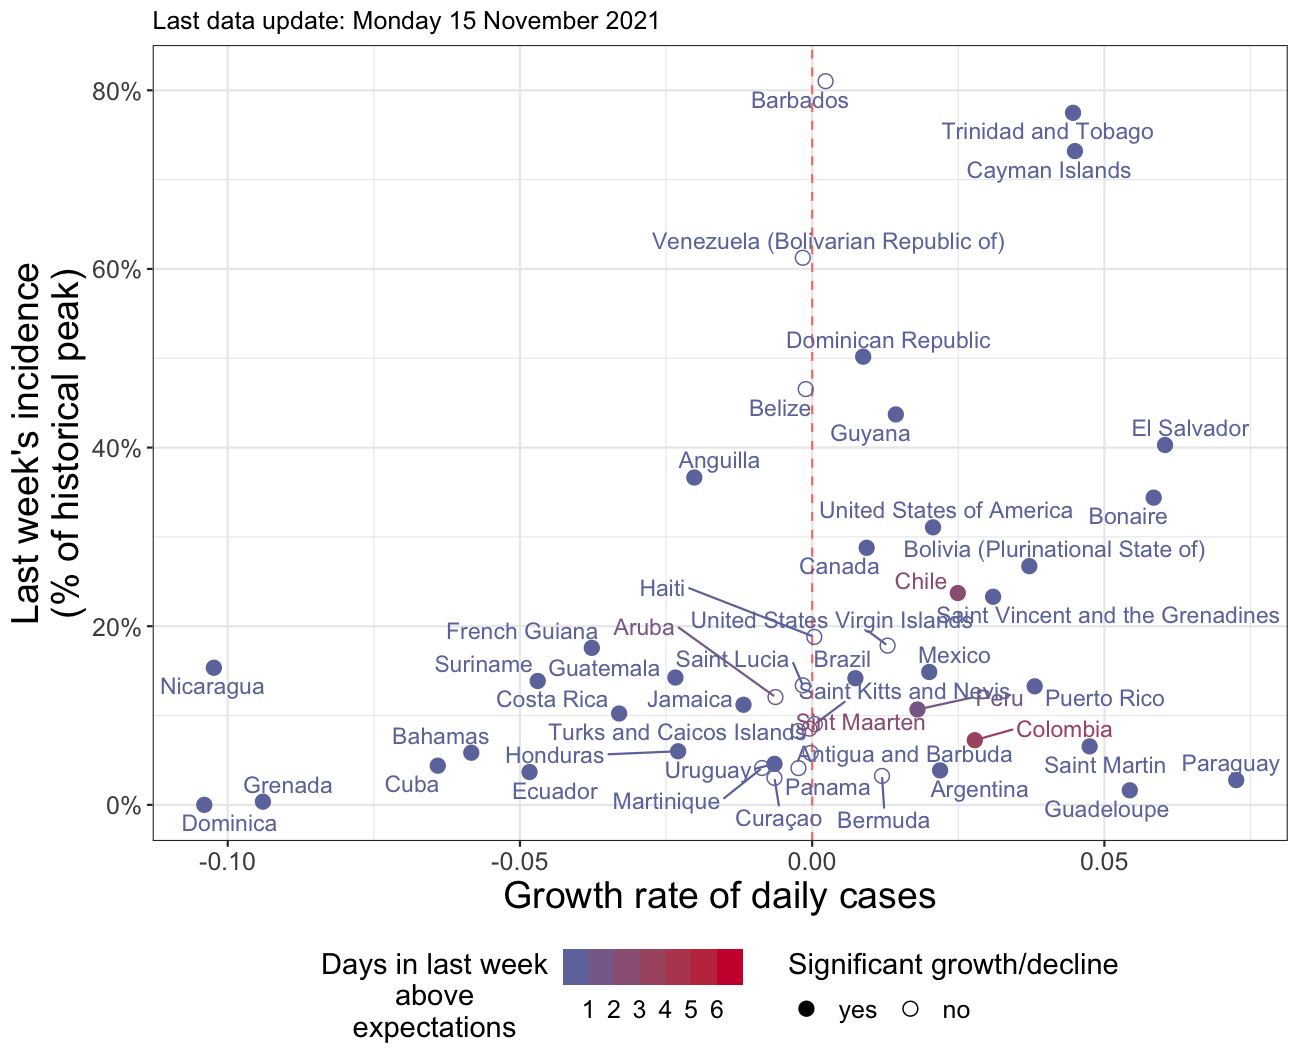 Last data update: Monday 15 November 2021
Last week's incidence
(% of historical peak)
80%
60%
40%
20%
0%
Barbados
Trinidad and Tobago
Cayman Islands
Venezuela (Bolivarian Republic of)
Dominican Republic
Belize
Guyana
El Salvador
Anguilla
United States of America
Bonaire
Bolivia (Plurinational State of)
Canada
Chile
Haiti
Saint Vincent and the Grenadines
United States Virgin Islands
Aruba
French Guiana
Suriname
Guatemala
Saint Lucia
Brazil
Mexico
Nicaragua
Costa Rica
Jamaica
Saint Kitts and Nevis
Peru
Puerto Rico
Sint Maarten
Colombia
Turks and Caicos Islands
Bahamas
Honduras
Antigua and Barbuda
Saint Martin
Paraguay
Uruguay
Cuba
Grenada
Ecuador
Panama
Argentina
Martinique
Guadeloupe
Dominica
Curaçao
Bermuda
-0.10
-0.05
0.00
0.05
Growth rate of daily cases
Days in last week
above
expectations
1 2 3 4 5 6
Significant growth/decline
yes
no